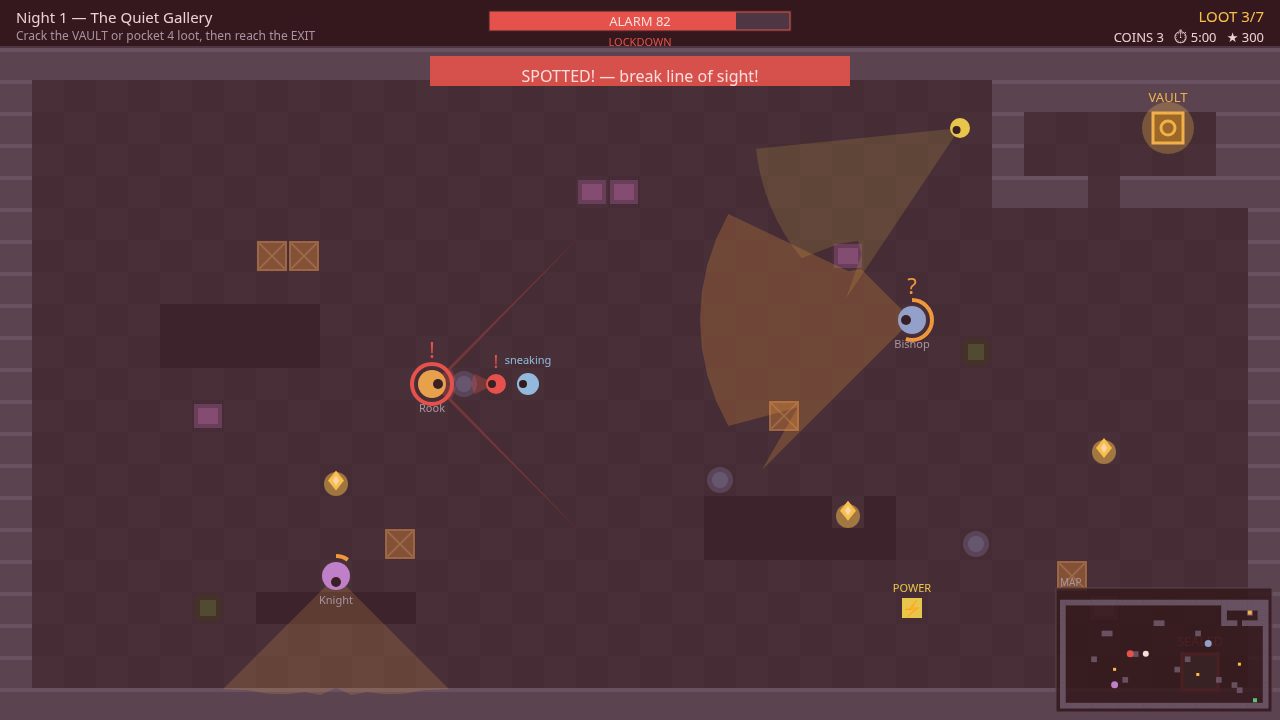 Night 1 — The Quiet Gallery
Crack the VAULT or pocket 4 loot, then reach the EXIT
ALARM 82
LOCKDOWN
LOOT 3/7
COINS 3 ⏱ 5:00 ★ 300
SPOTTED! — break line of sight!
VAULT
?
Bishop
!
!
sneaking
Rook
Knight
POWER
MAP
SEALED